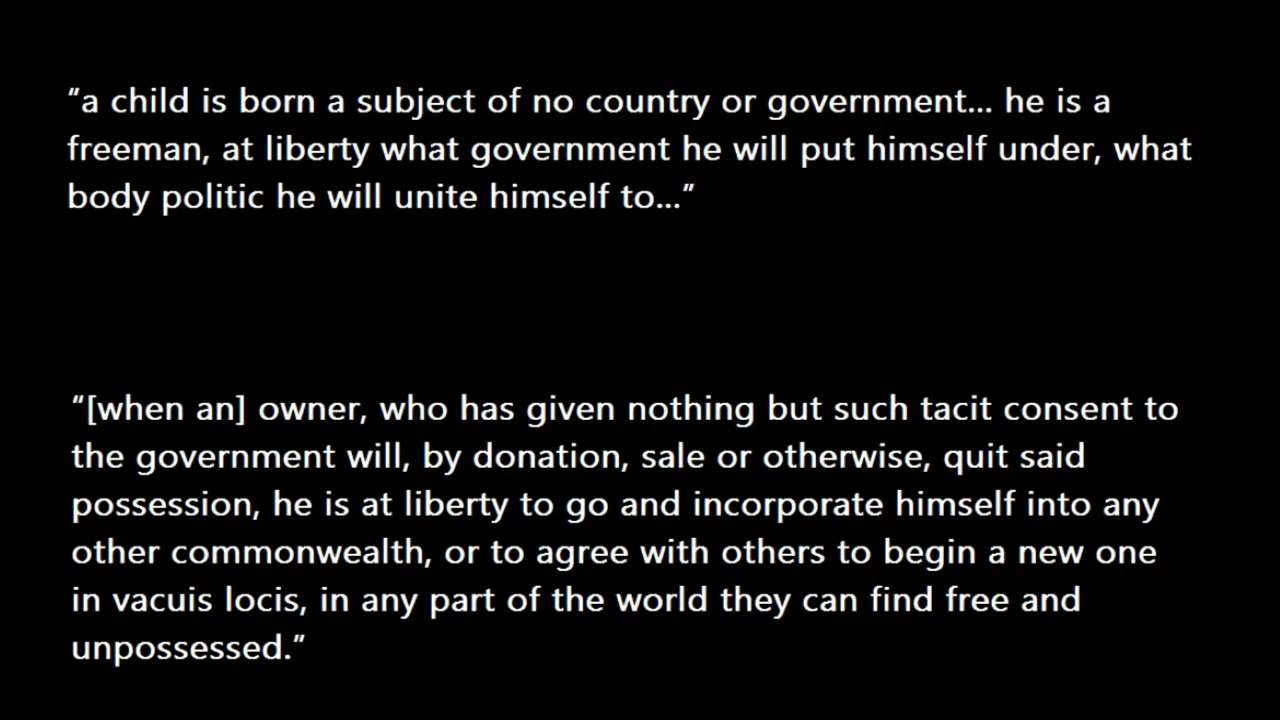 “a child is born a subject of no country or government... he is a
freeman, at liberty what government he will put himself under, what
body politic he will unite himself to...”
“[when an] owner, who has given nothing but such tacit consent to
the government will, by donation, sale or otherwise, quit said
possession, he is at liberty to go and incorporate himself into any
other commonwealth, or to agree with others to begin a new one
in vacuis locis, in any part of the world they can find free and
unpossessed.”